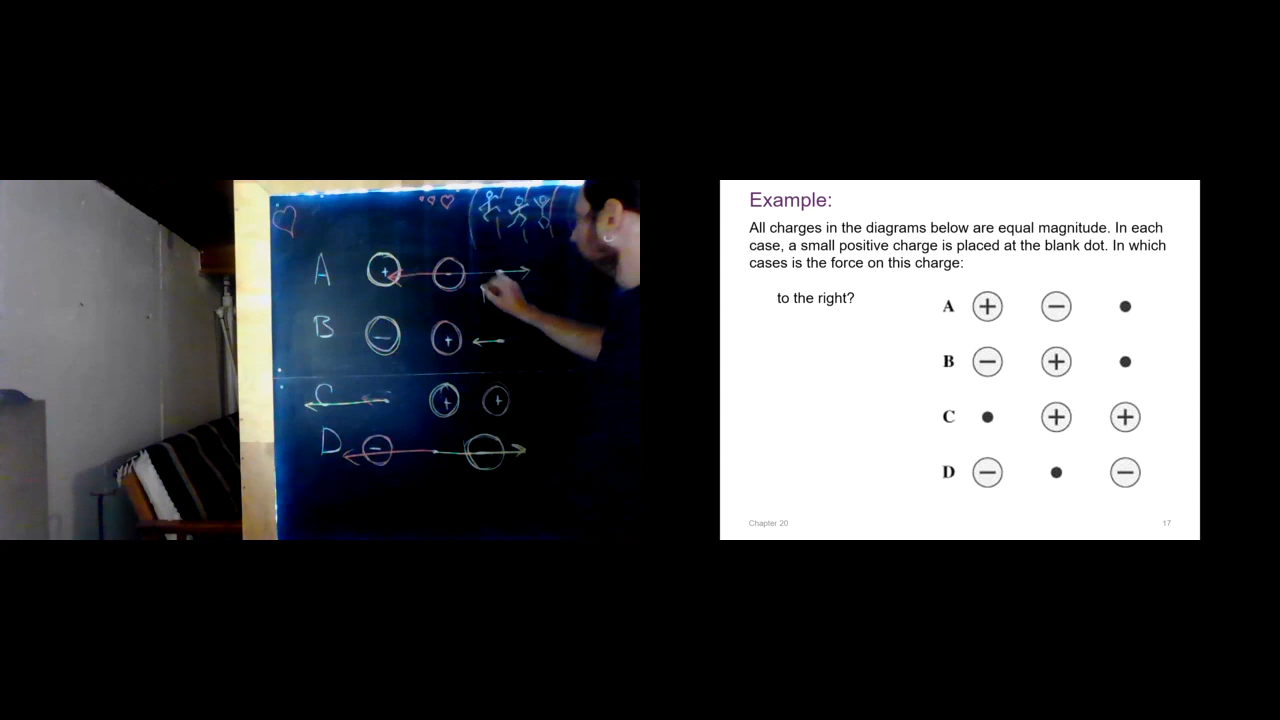 A +
B − +
C + +
D −
Example:
All charges in the diagrams below are equal magnitude. In each
case, a small positive charge is placed at the blank dot. In which
cases is the force on this charge:
to the right?
A + −
B − +
C + +
D − −
Chapter 20
17